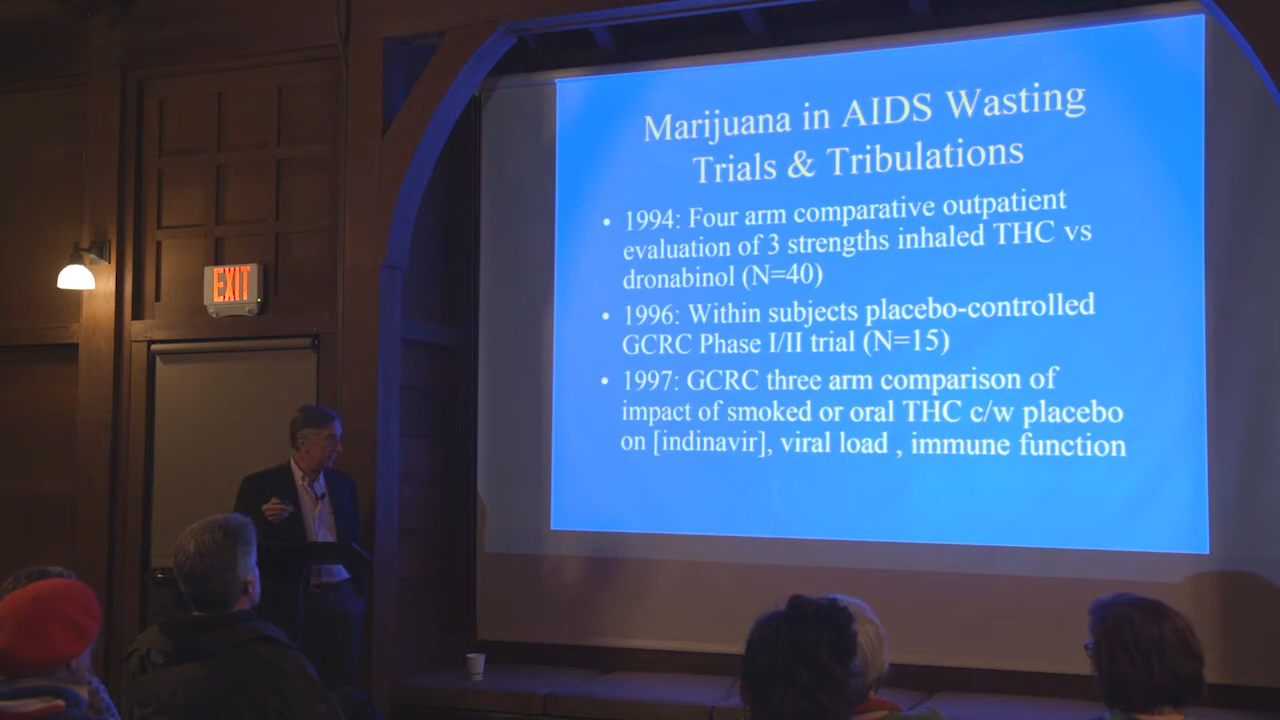 EXIT
Marijuana in AIDS Wasting
Trials & Tribulations
• 1994: Four arm comparative outpatient
evaluation of 3 strengths inhaled THC vs
dronabinol (N=40)
• 1996: Within subjects placebo-controlled
GCRC Phase I/II trial (N=15)
• 1997: GCRC three arm comparison of
impact of smoked or oral THC c/w placebo
on [indinavir], viral load , immune function